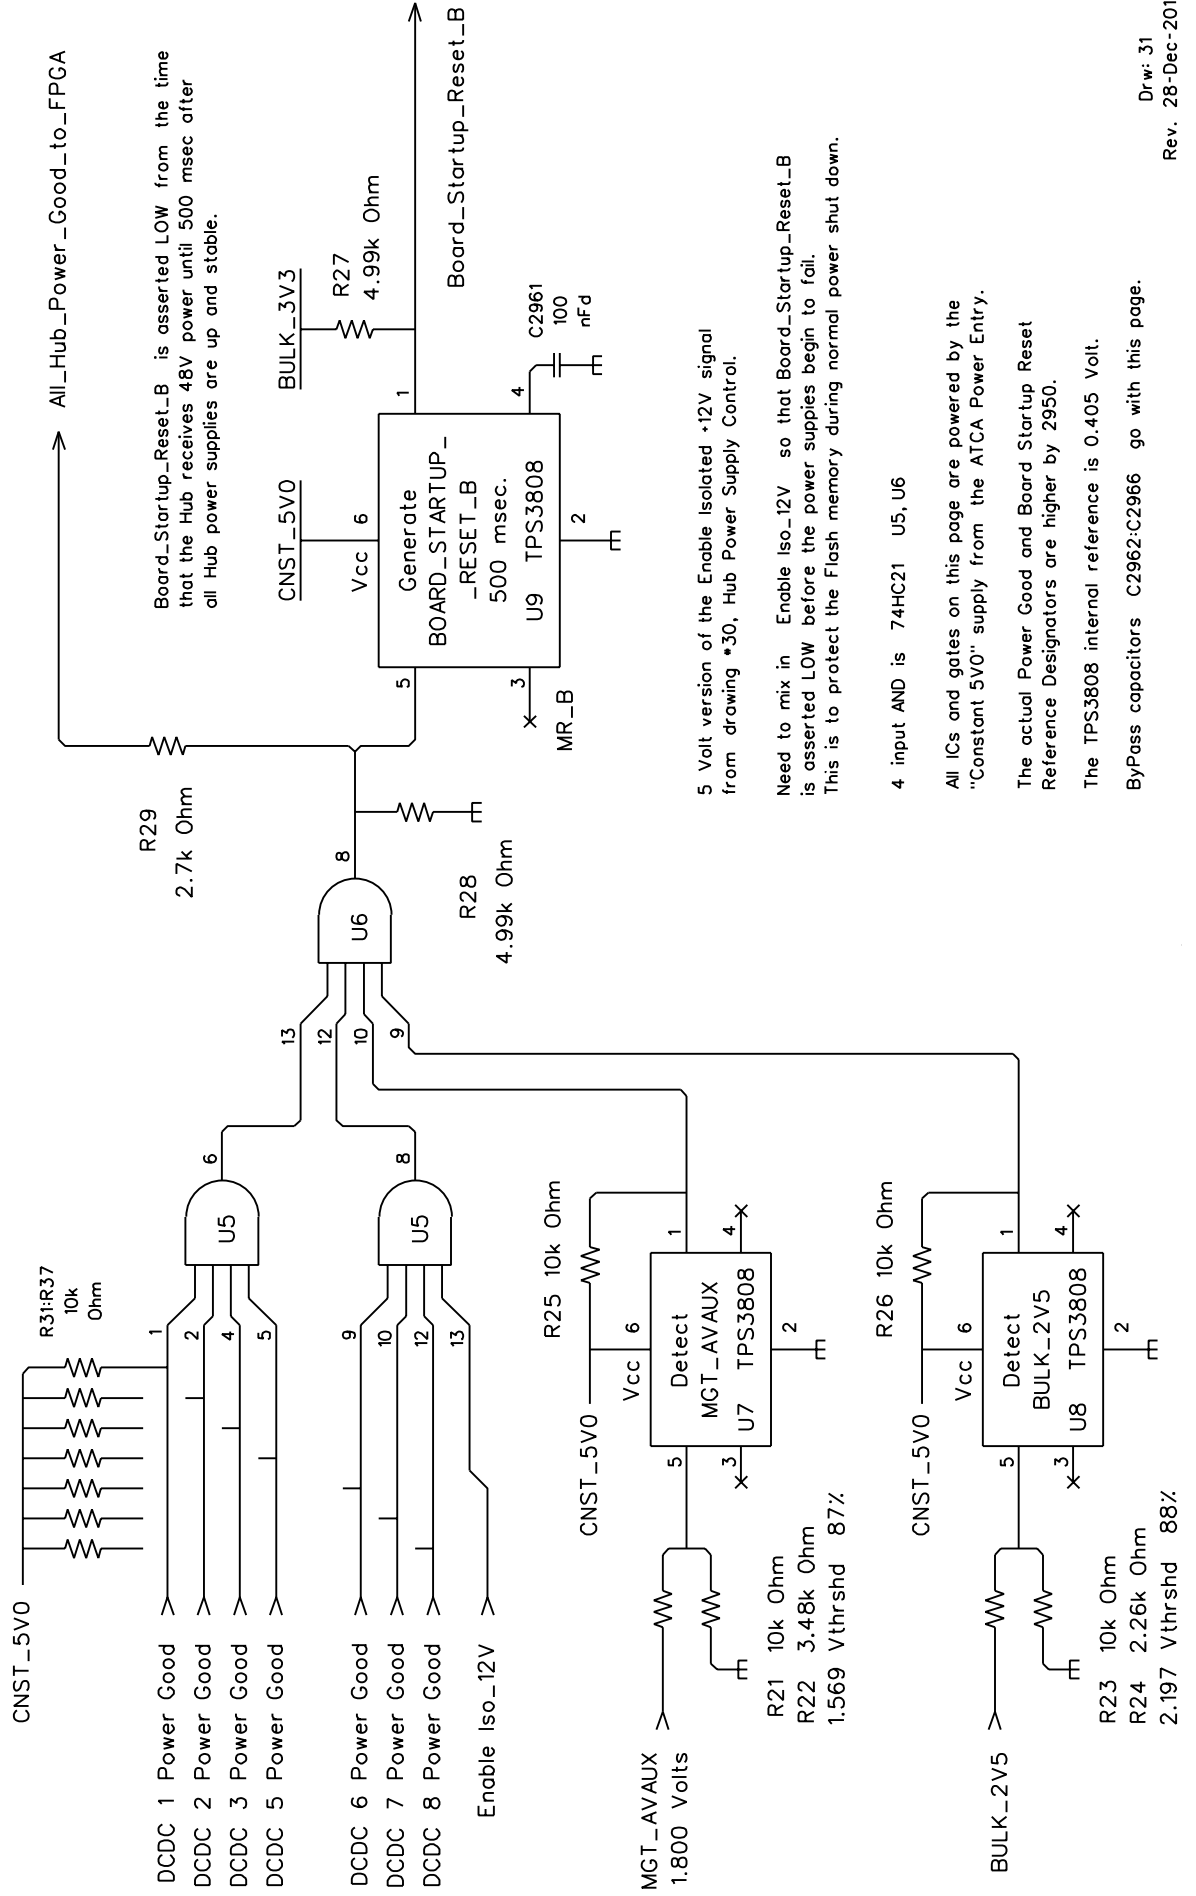 All_Hub_Power_Good_to_FPGA
Board_Startup_Reset_B is asserted LOW from the time
that the Hub receives 48V power until 500 msec after
all Hub power supplies are up and stable.
CNST_5V0
R31:R37
10k
Ohm
DCDC 1 Power Good
DCDC 2 Power Good
DCDC 3 Power Good
DCDC 5 Power Good
1
2
4
5
U5
6
DCDC 6 Power Good
DCDC 7 Power Good
DCDC 8 Power Good
Enable Iso_12V
9
10
12
13
U5
8
13
12
10
9
U6
8
R29
2.7k Ohm
R28
4.99k Ohm
CNST_5V0
Vcc 6
5
3
MR_B
Generate
BOARD_STARTUP_
_RESET_B
500 msec.
U9 TPS3808
2
1
4
BULK_3V3
R27
4.99k Ohm
Board_Startup_Reset_B
C2961
100
nFd
MGT_AVAUX
1.800 Volts
R21 10k Ohm
R22 3.48k Ohm
1.569 Vthrshd 87%
CNST_5V0
R25 10k Ohm
Vcc 6
5
3
Detect
MGT_AVAUX
U7 TPS3808
1
4
2
BULK_2V5
R23 10k Ohm
R24 2.26k Ohm
2.197 Vthrshd 88%
CNST_5V0
R26 10k Ohm
Vcc 6
5
3
Detect
BULK_2V5
U8 TPS3808
1
4
2
5 Volt version of the Enable Isolated +12V signal
from drawing #30, Hub Power Supply Control.
Need to mix in Enable Iso_12V so that Board_Startup_Reset_B
is asserted LOW before the power suppies begin to fail.
This is to protect the Flash memory during normal power shut down.
4 input AND is 74HC21 U5, U6
All ICs and gates on this page are powered by the
"Constant 5V0" supply from the ATCA Power Entry.
The actual Power Good and Board Startup Reset
Reference Designators are higher by 2950.
The TPS3808 internal reference is 0.405 Volt.
ByPass capacitors C2962:C2966 go with this page.
Drw: 31
Rev. 28-Dec-201